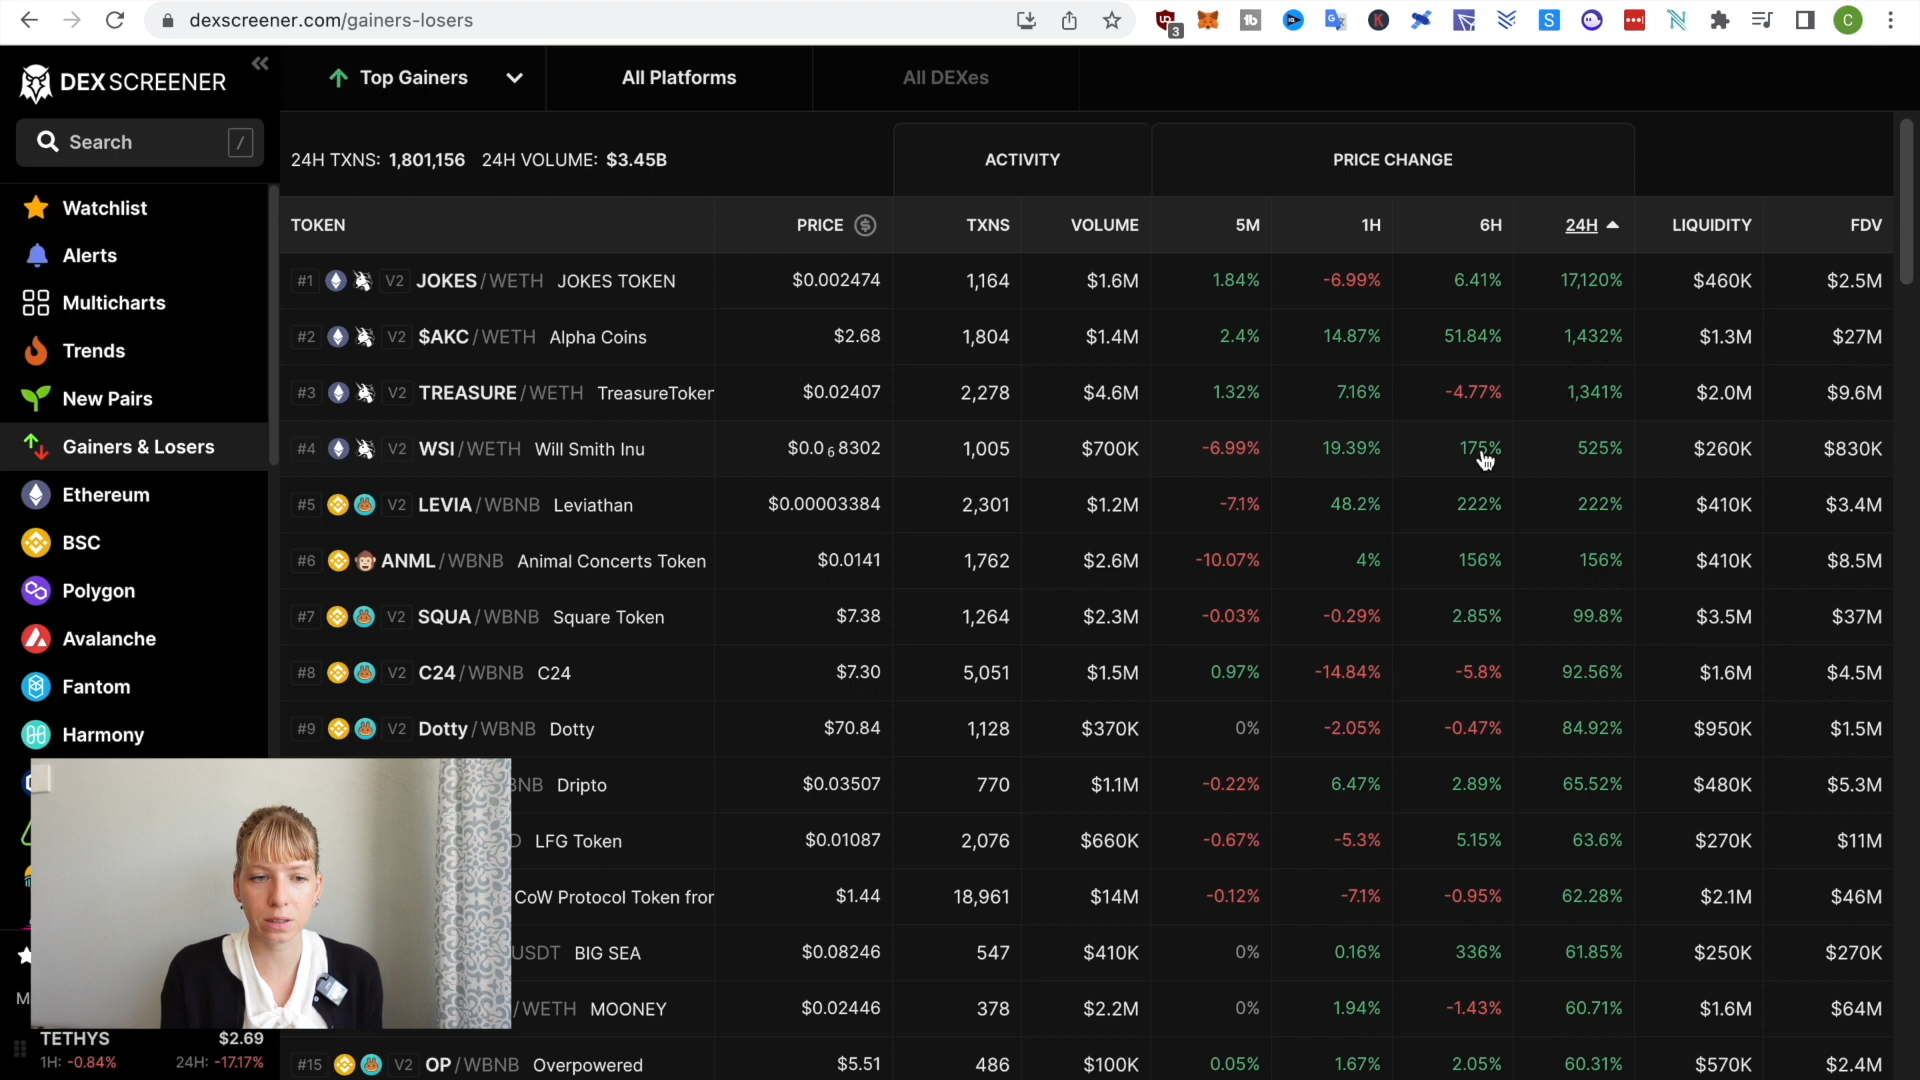 dexscreener.com/gainers-losers
3
C
DEXSCREENER
Search /
Watchlist
Alerts
Multicharts
Trends
New Pairs
Gainers & Losers
Ethereum
BSC
Polygon
Avalanche
Fantom
Harmony
TETHYS $2.69
1H: -0.84% 24H: -17.17%
Top Gainers All Platforms All DEXes
24H TXNS: 1,801,156 24H VOLUME: $3.45B ACTIVITY PRICE CHANGE
TOKEN PRICE $ TXNS VOLUME 5M 1H 6H 24H LIQUIDITY FDV
#1 V2 JOKES/WETH JOKES TOKEN $0.002474 1,164 $1.6M 1.84% -6.99% 6.41% 17,120% $460K $2.5M
#2 V2 $AKC/WETH Alpha Coins $2.68 1,804 $1.4M 2.4% 14.87% 51.84% 1,432% $1.3M $27M
#3 V2 TREASURE/WETH TreasureToken $0.02407 2,278 $4.6M 1.32% 7.16% -4.77% 1,341% $2.0M $9.6M
#4 V2 WSI/WETH Will Smith Inu $0.0₆8302 1,005 $700K -6.99% 19.39% 175% 525% $260K $830K
#5 V2 LEVIA/WBNB Leviathan $0.00003384 2,301 $1.2M -7.1% 48.2% 222% 222% $410K $3.4M
#6 ANML/WBNB Animal Concerts Token $0.0141 1,762 $2.6M -10.07% 4% 156% 156% $410K $8.5M
#7 V2 SQUA/WBNB Square Token $7.38 1,264 $2.3M -0.03% -0.29% 2.85% 99.8% $3.5M $37M
#8 V2 C24/WBNB C24 $7.30 5,051 $1.5M 0.97% -14.84% -5.8% 92.56% $1.6M $4.5M
#9 V2 Dotty/WBNB Dotty $70.84 1,128 $370K 0% -2.05% -0.47% 84.92% $950K $1.5M
BNB Dripto $0.03507 770 $1.1M -0.22% 6.47% 2.89% 65.52% $480K $5.3M
LFG Token $0.01087 2,076 $660K -0.67% -5.3% 5.15% 63.6% $270K $11M
CoW Protocol Token from $1.44 18,961 $14M -0.12% -7.1% -0.95% 62.28% $2.1M $46M
USDT BIG SEA $0.08246 547 $410K 0% 0.16% 336% 61.85% $250K $270K
/WETH MOONEY $0.02446 378 $2.2M 0% 1.94% -1.43% 60.71% $1.6M $64M
#15 V2 OP/WBNB Overpowered $5.51 486 $100K 0.05% 1.67% 2.05% 60.31% $570K $2.4M